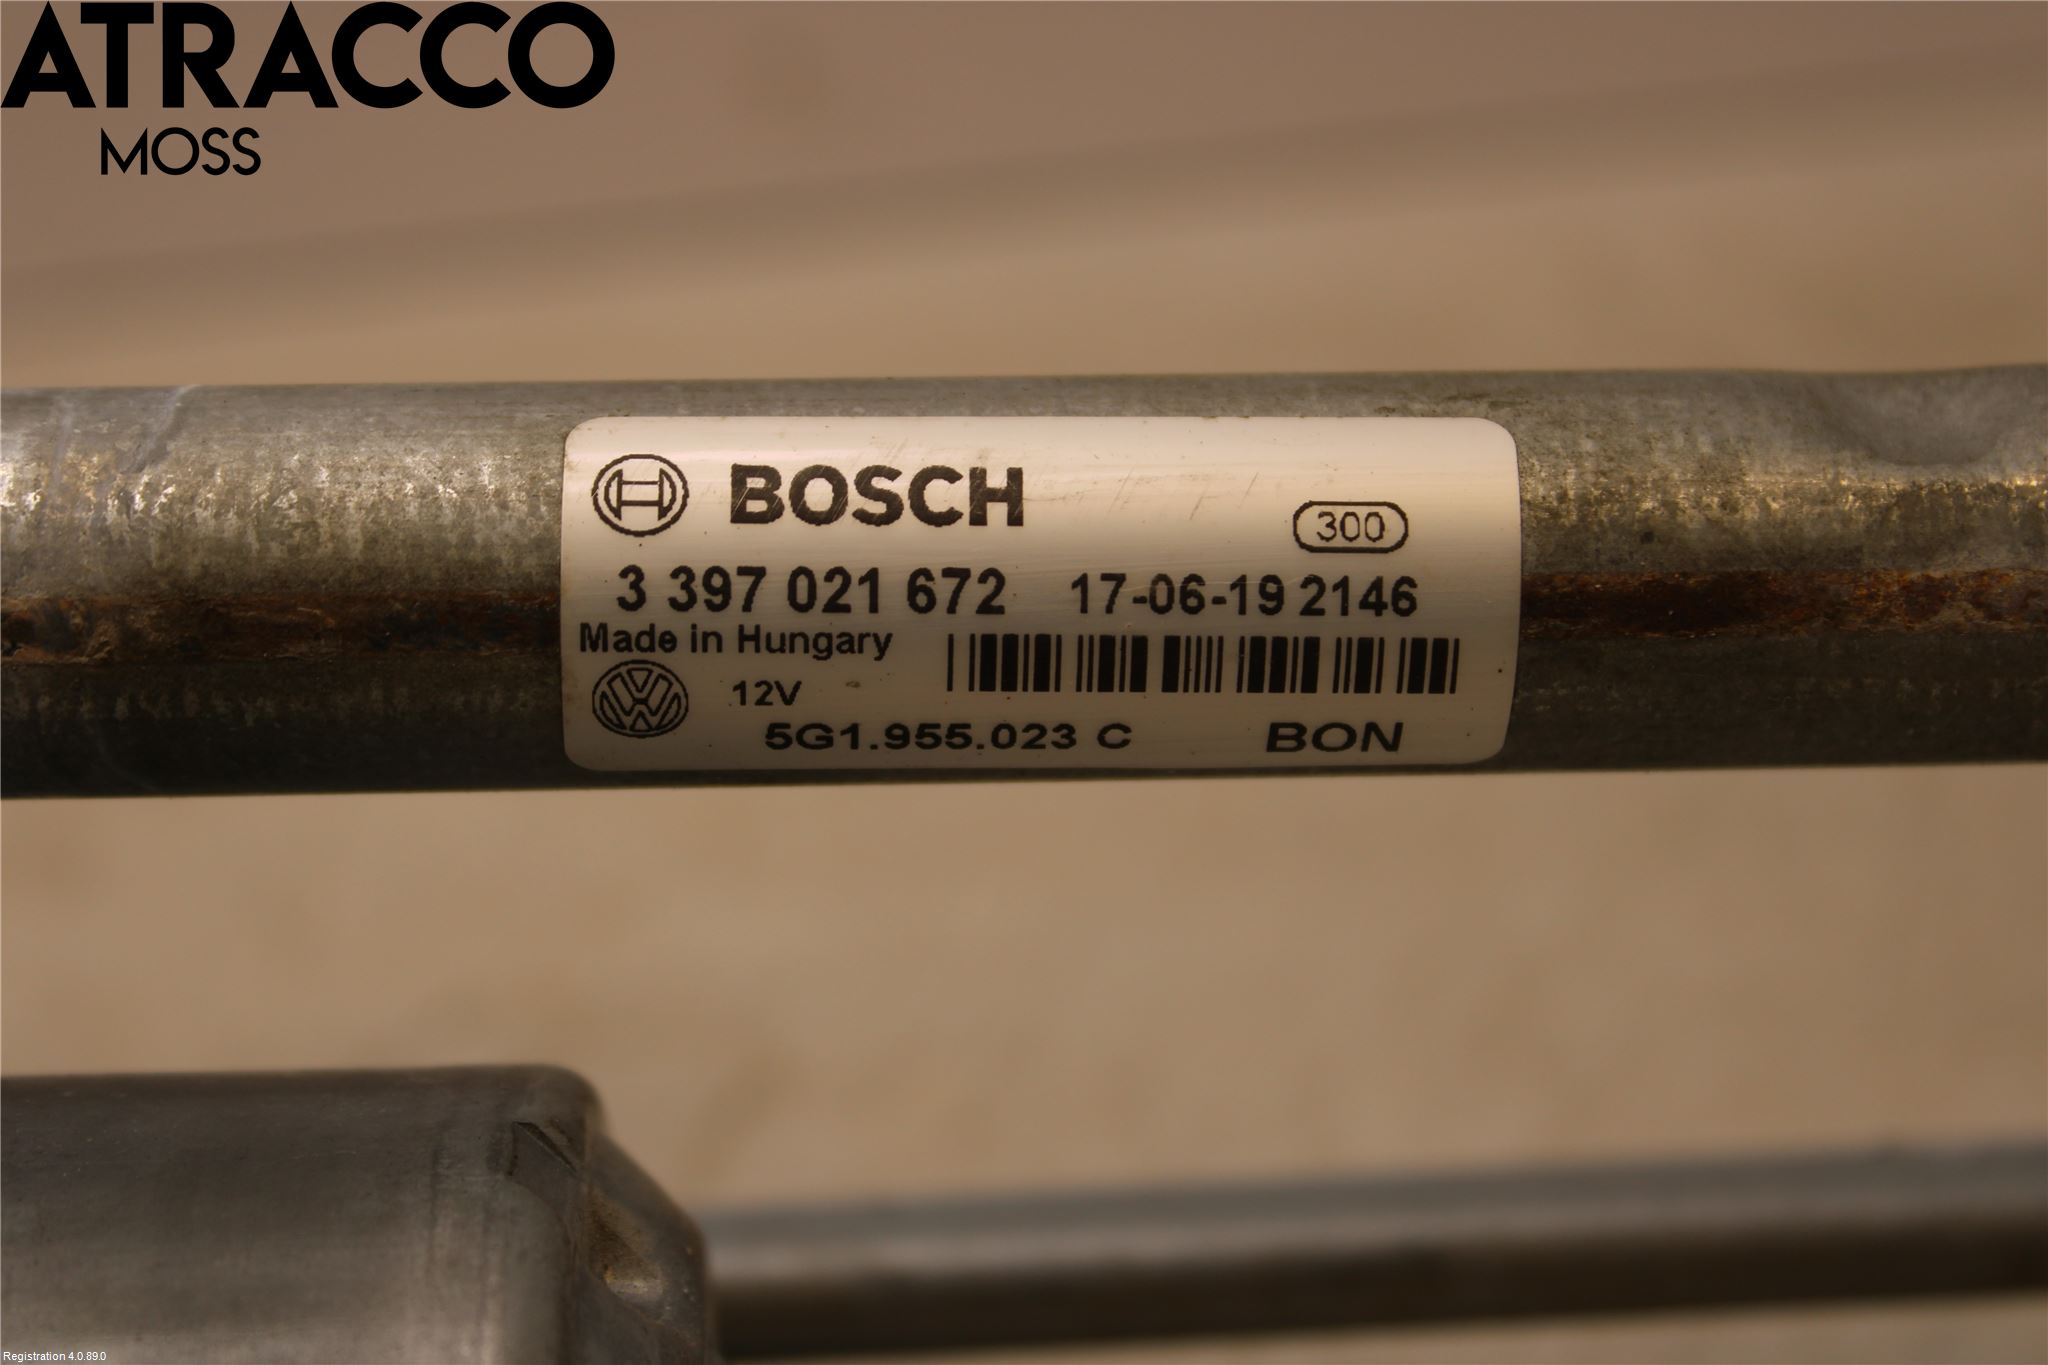 ATRACCO
MOSS
BOSCH
300
3 397 021 672 17-06-19 2146
Made in Hungary
12V
5G1.955.023 C BON
Registration 4.0.89.0